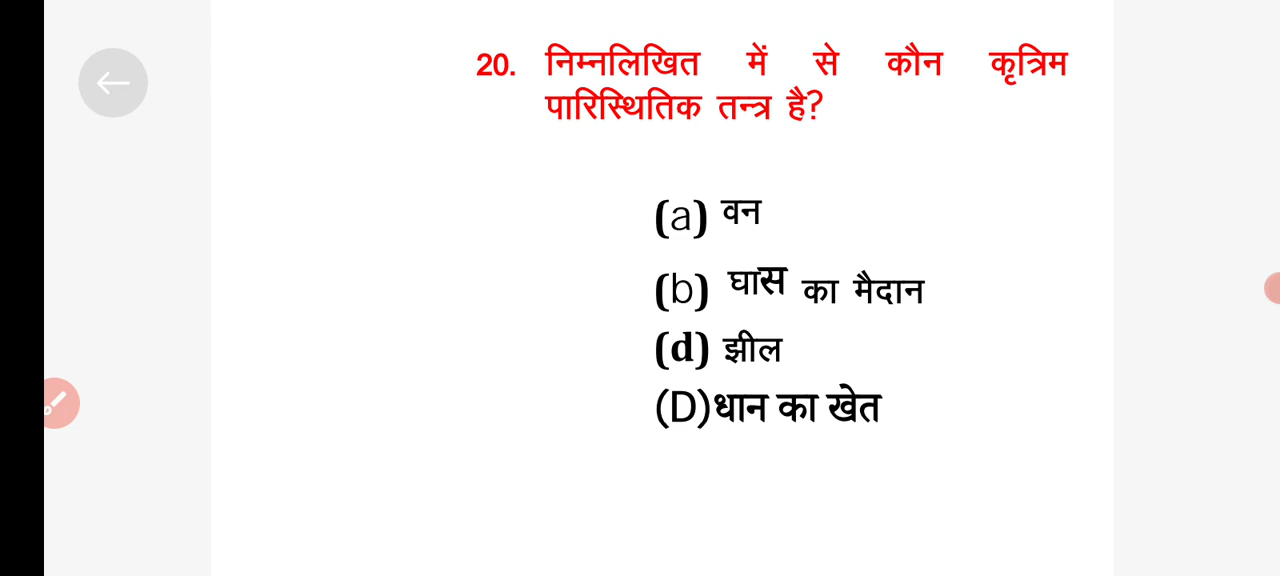 20. निम्नलिखित में से कौन कृत्रिम
पारिस्थितिक तन्त्र है?
(a) वन
(b) घास का मैदान
(d) झील
(D)धान का खेत